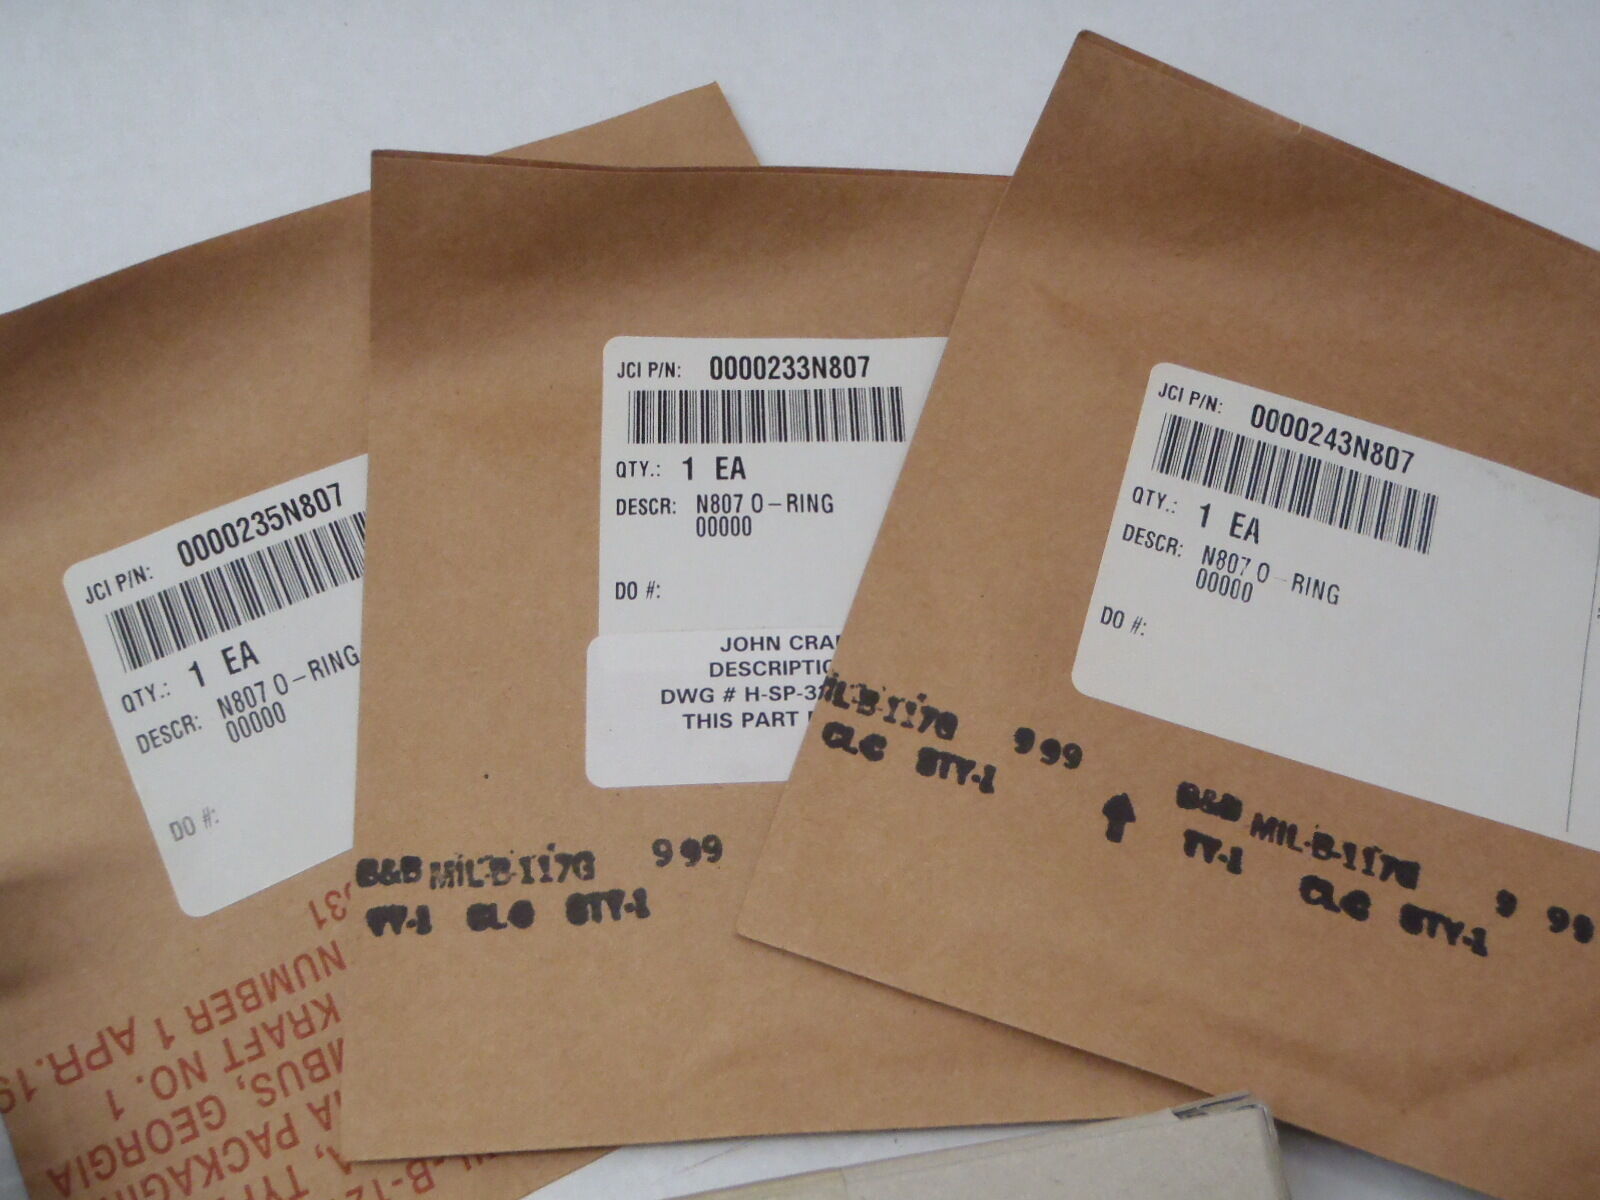 JCI P/N: 0000235N807
QTY.: 1 EA
DESCR: N807 O-RING
00000
DO #:
31
NUMBER 1 APR.19
KRAFT NO. 1
MBUS, GEORGIA
A PACKAGIN
JCI P/N: 0000233N807
QTY.: 1 EA
DESCR: N807 O-RING
00000
DO #:
JOHN CRA
DESCRIPTIO
DWG # H-SP-3
THIS PART
B&B MIL-B-117G 999
TY-1 CLC STY-1
JCI P/N: 0000243N807
QTY.: 1 EA
DESCR: N807 O-RING
00000
DO #:
MIL-B-117G 999
CLC STY-1
B&B MIL-B-117G 9 99
TY-1 CLC STY-1